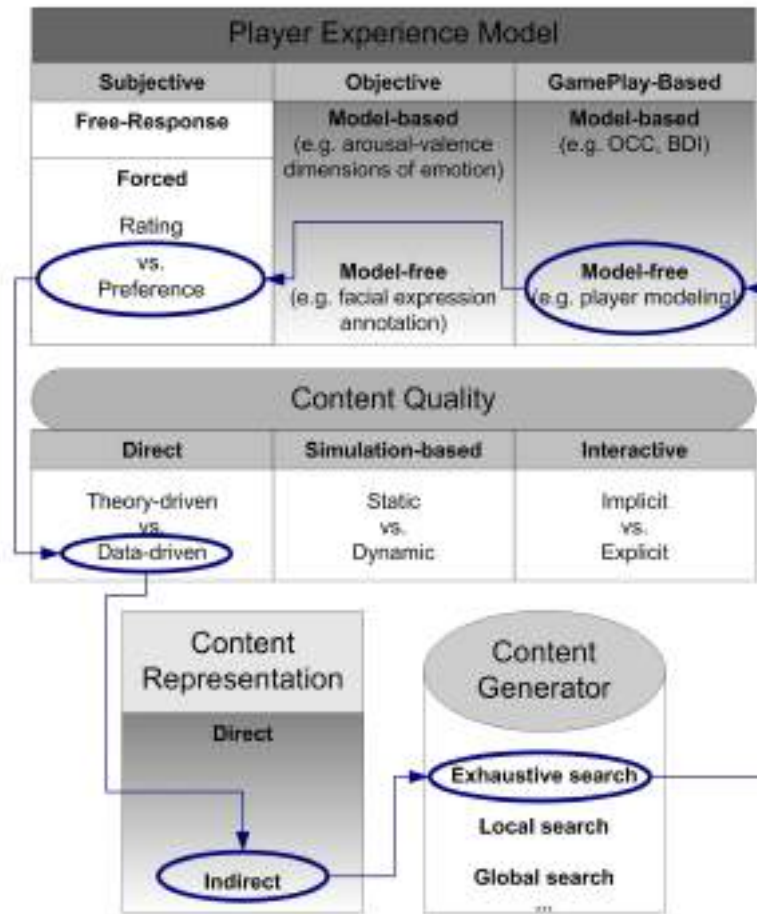 Player Experience Model
Subjective
Objective
GamePlay-Based
Free-Response
Forced
Rating
vs.
Preference
Model-based
(e.g. arousal-valence
dimensions of emotion)
Model-free
(e.g. facial expression
annotation)
Model-based
(e.g. OCC, BDI)
Model-free
(e.g. player modeling)
Content Quality
Direct
Simulation-based
Interactive
Theory-driven
vs.
Data-driven
Static
vs.
Dynamic
Implicit
vs.
Explicit
Content
Representation
Direct
Indirect
Content
Generator
Exhaustive search
Local search
Global search
...